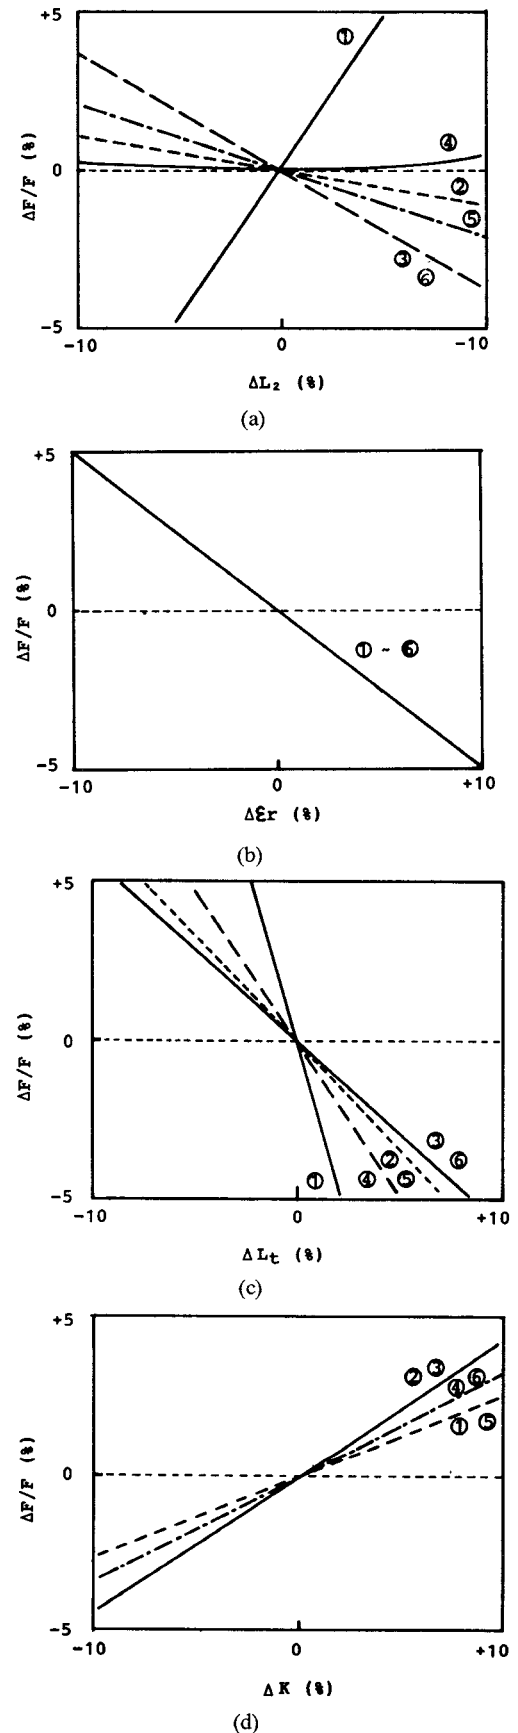 +5
①
ΔF/F (%)
④
0
②
⑤
③
⑥
-5
-10 0 -10
ΔL₂ (%)
(a)
+5
ΔF/F (%)
0
① ~ ⑥
-5
-10 0 +10
Δεr (%)
(b)
+5
ΔF/F (%)
0
③
② ⑥
① ④ ⑤
-5
-10 0 +10
ΔLt (%)
(c)
+5
② ③
④ ⑥
① ⑤
ΔF/F (%)
0
-5
-10 0 +10
ΔK (%)
(d)